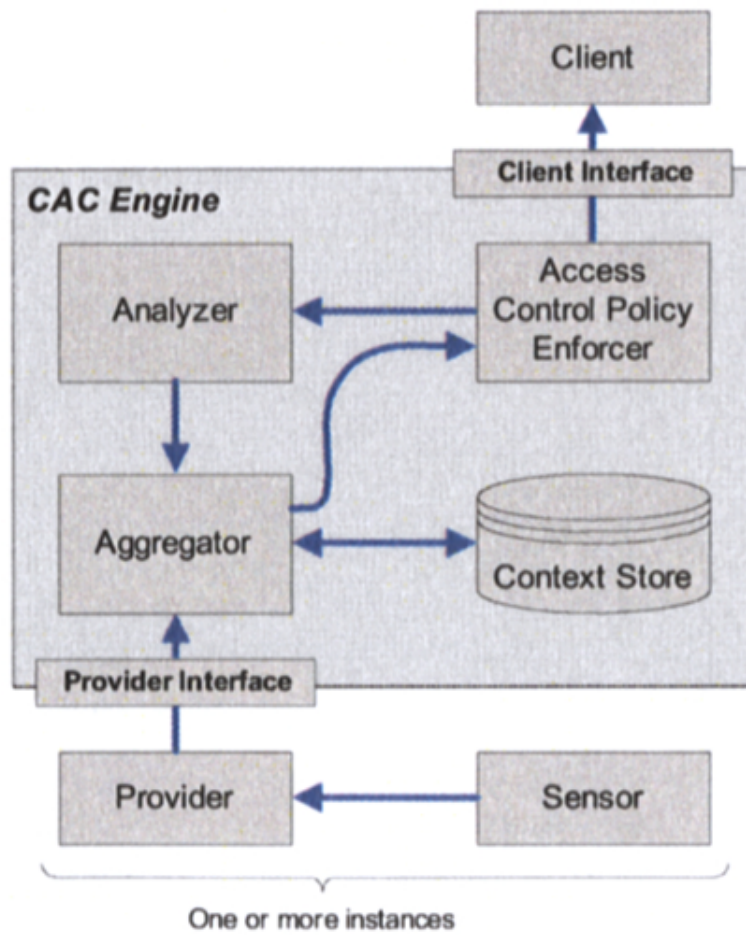 Client
Client Interface
CAC Engine
Analyzer
Access
Control Policy
Enforcer
Aggregator
Context Store
Provider Interface
Provider
Sensor
One or more instances